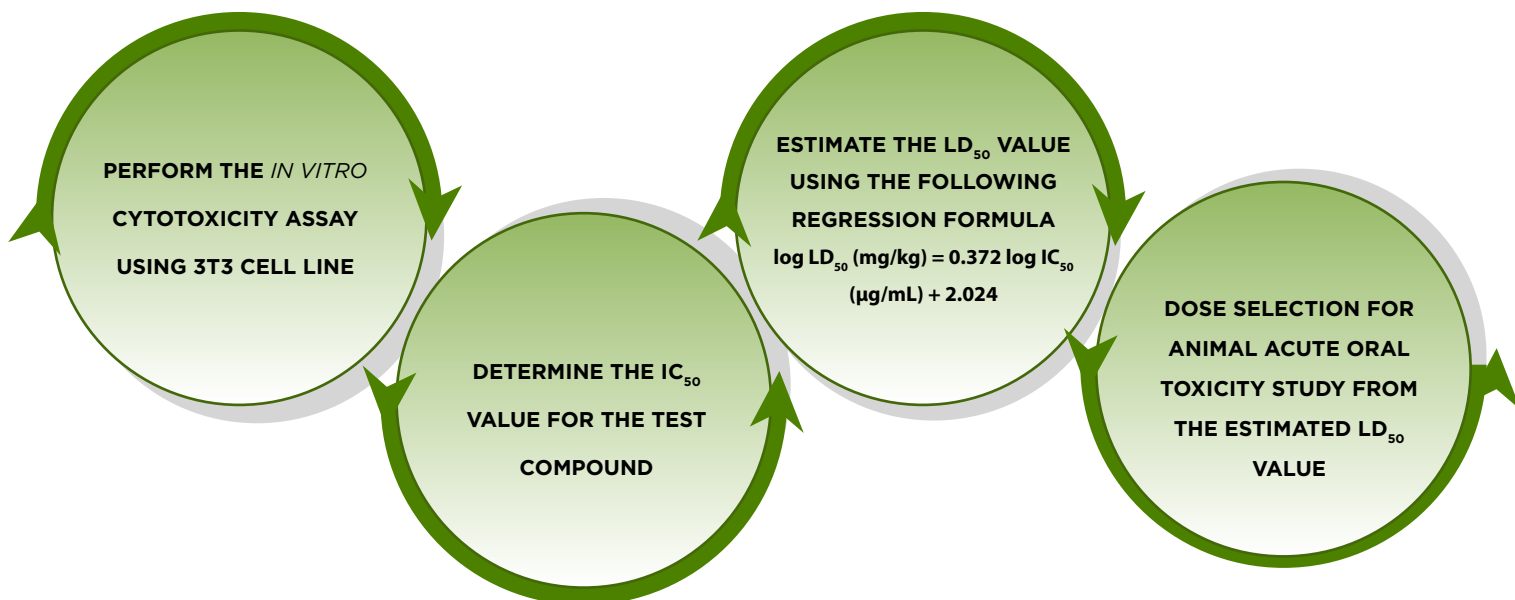 PERFORM THE IN VITRO
CYTOTOXICITY ASSAY
USING 3T3 CELL LINE
DETERMINE THE IC₅₀
VALUE FOR THE TEST
COMPOUND
ESTIMATE THE LD₅₀ VALUE
USING THE FOLLOWING
REGRESSION FORMULA
log LD₅₀ (mg/kg) = 0.372 log IC₅₀
(µg/mL) + 2.024
DOSE SELECTION FOR
ANIMAL ACUTE ORAL
TOXICITY STUDY FROM
THE ESTIMATED LD₅₀
VALUE